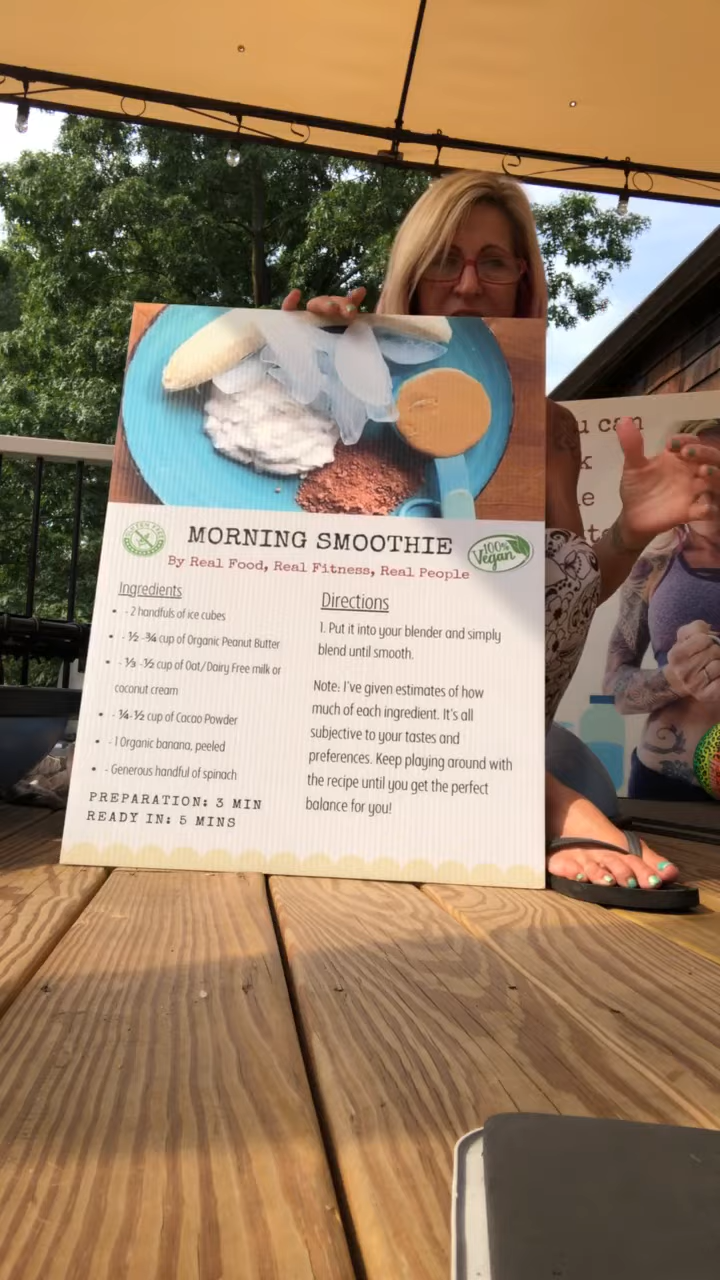 MORNING SMOOTHIE
100% Vegan
By Real Food, Real Fitness, Real People
Ingredients
• - 2 handfuls of ice cubes
• - ½ -¾ cup of Organic Peanut Butter
• - ⅓ -½ cup of Oat/Dairy Free milk or
coconut cream
• - ¼-½ cup of Cacao Powder
• - 1 Organic banana, peeled
• - Generous handful of spinach
PREPARATION: 3 MIN
READY IN: 5 MINS
Directions
1. Put it into your blender and simply
blend until smooth.
Note: I've given estimates of how
much of each ingredient. It's all
subjective to your tastes and
preferences. Keep playing around with
the recipe until you get the perfect
balance for you!
can